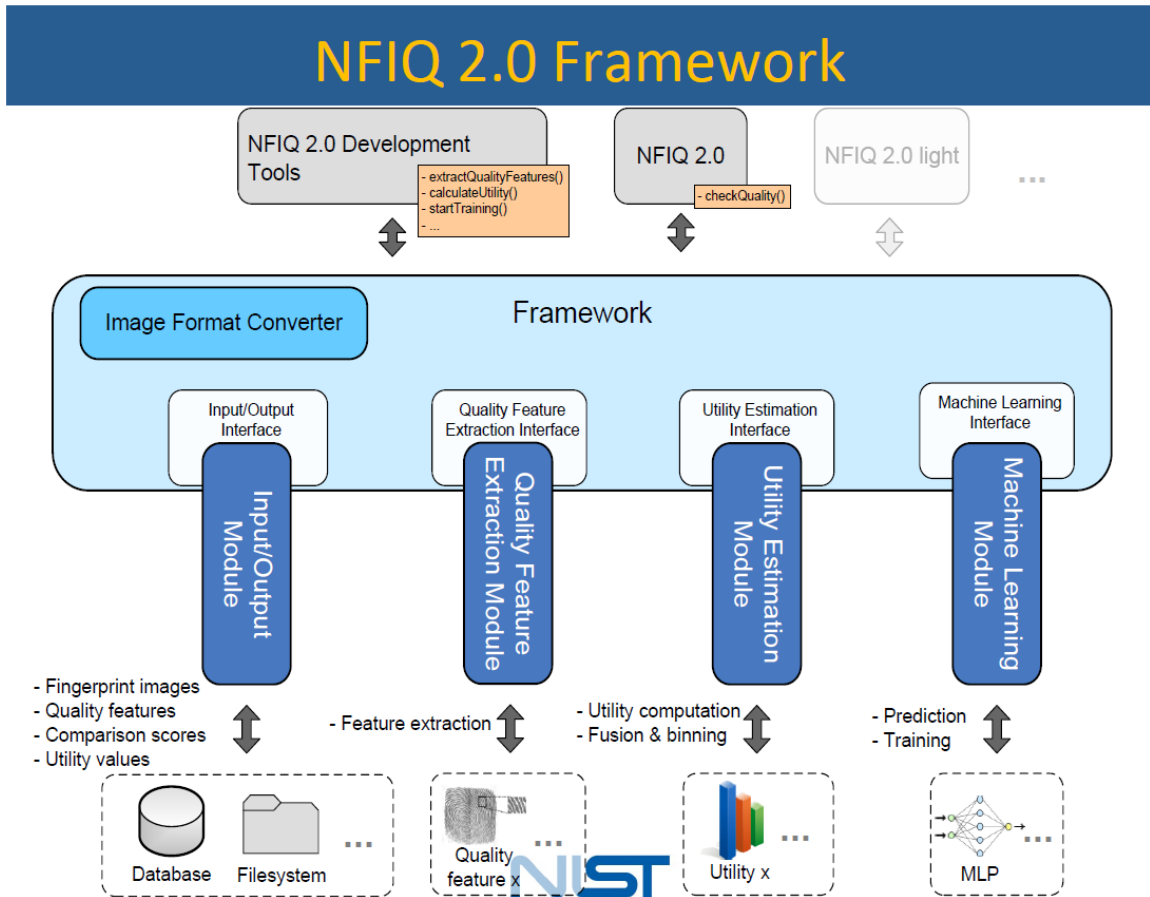 NFIQ 2.0 Framework
NFIQ 2.0 Development
Tools
- extractQualityFeatures()
- calculateUtility()
- startTraining()
- ...
NFIQ 2.0
- checkQuality()
NFIQ 2.0 light
...
Image Format Converter
Framework
Input/Output
Interface
Quality Feature
Extraction Interface
Utility Estimation
Interface
Machine Learning
Interface
Input/Output
Module
Quality Feature
Extraction Module
Utility Estimation
Module
Machine Learning
Module
- Fingerprint images
- Quality features
- Comparison scores
- Utility values
- Feature extraction
- Utility computation
- Fusion & binning
- Prediction
- Training
Database
Filesystem
...
Quality
feature x
...
Utility x
...
MLP
...
NIST